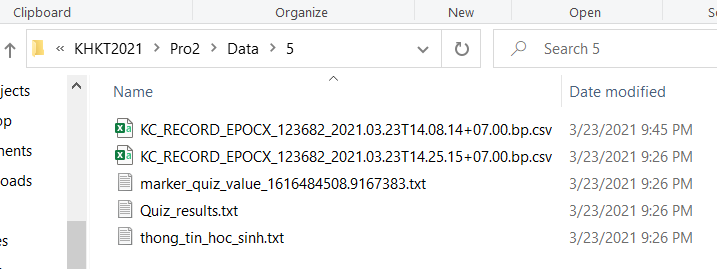 Clipboard Organize New Open
« KHKT2021 > Pro2 > Data > 5 Search 5
Name Date modified
ojects
KC_RECORD_EPOCX_123682_2021.03.23T14.08.14+07.00.bp.csv 3/23/2021 9:45 PM
op
KC_RECORD_EPOCX_123682_2021.03.23T14.25.15+07.00.bp.csv 3/23/2021 9:26 PM
ments
marker_quiz_value_1616484508.9167383.txt 3/23/2021 9:26 PM
oads
Quiz_results.txt 3/23/2021 9:26 PM
thong_tin_hoc_sinh.txt 3/23/2021 9:26 PM
es